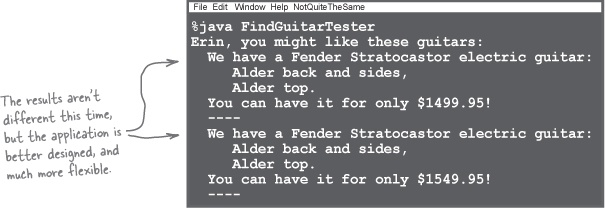 File Edit Window Help NotQuiteTheSame
%java FindGuitarTester
Erin, you might like these guitars:
We have a Fender Stratocastor electric guitar:
Alder back and sides,
Alder top.
You can have it for only $1499.95!
----
We have a Fender Stratocastor electric guitar:
Alder back and sides,
Alder top.
You can have it for only $1549.95!
----
The results aren't
different this time,
but the application is
better designed, and
much more flexible.